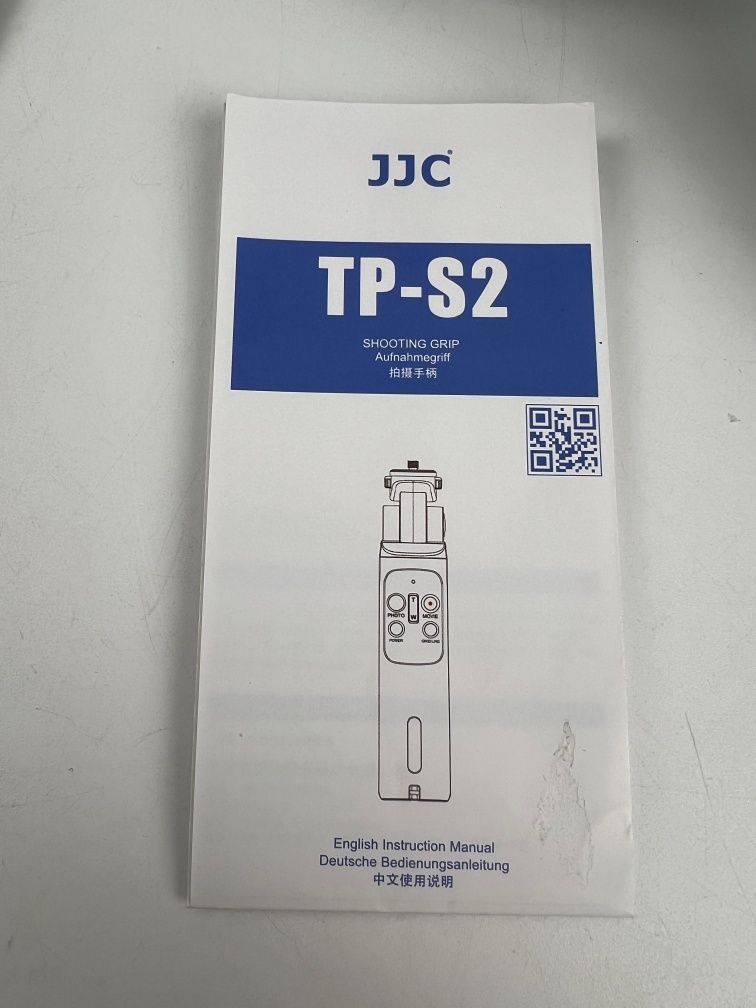 JJC
TP-S2
SHOOTING GRIP
Aufnahmegriff
拍摄手柄
T
PHOTO W MOVIE
POWER
English Instruction Manual
Deutsche Bedienungsanleitung
中文使用说明